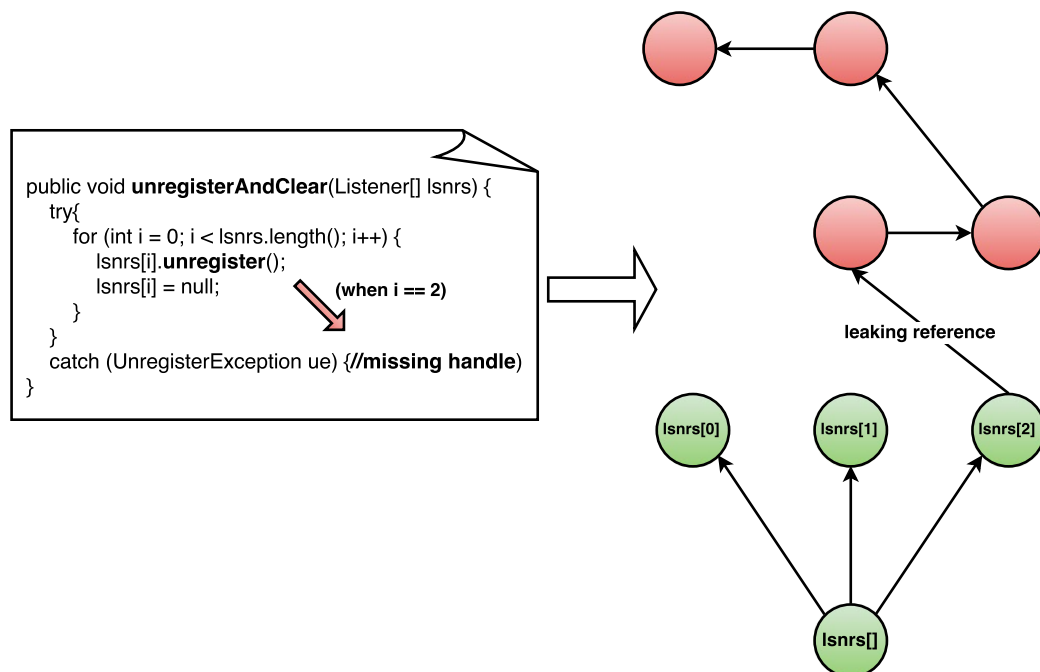 public void unregisterAndClear(Listener[] lsnrs) {
try{
for (int i = 0; i < lsnrs.length(); i++) {
lsnrs[i].unregister();
lsnrs[i] = null;
(when i == 2)
}
}
catch (UnregisterException ue) {//missing handle)
}
leaking reference
lsnrs[0]
lsnrs[1]
lsnrs[2]
lsnrs[]